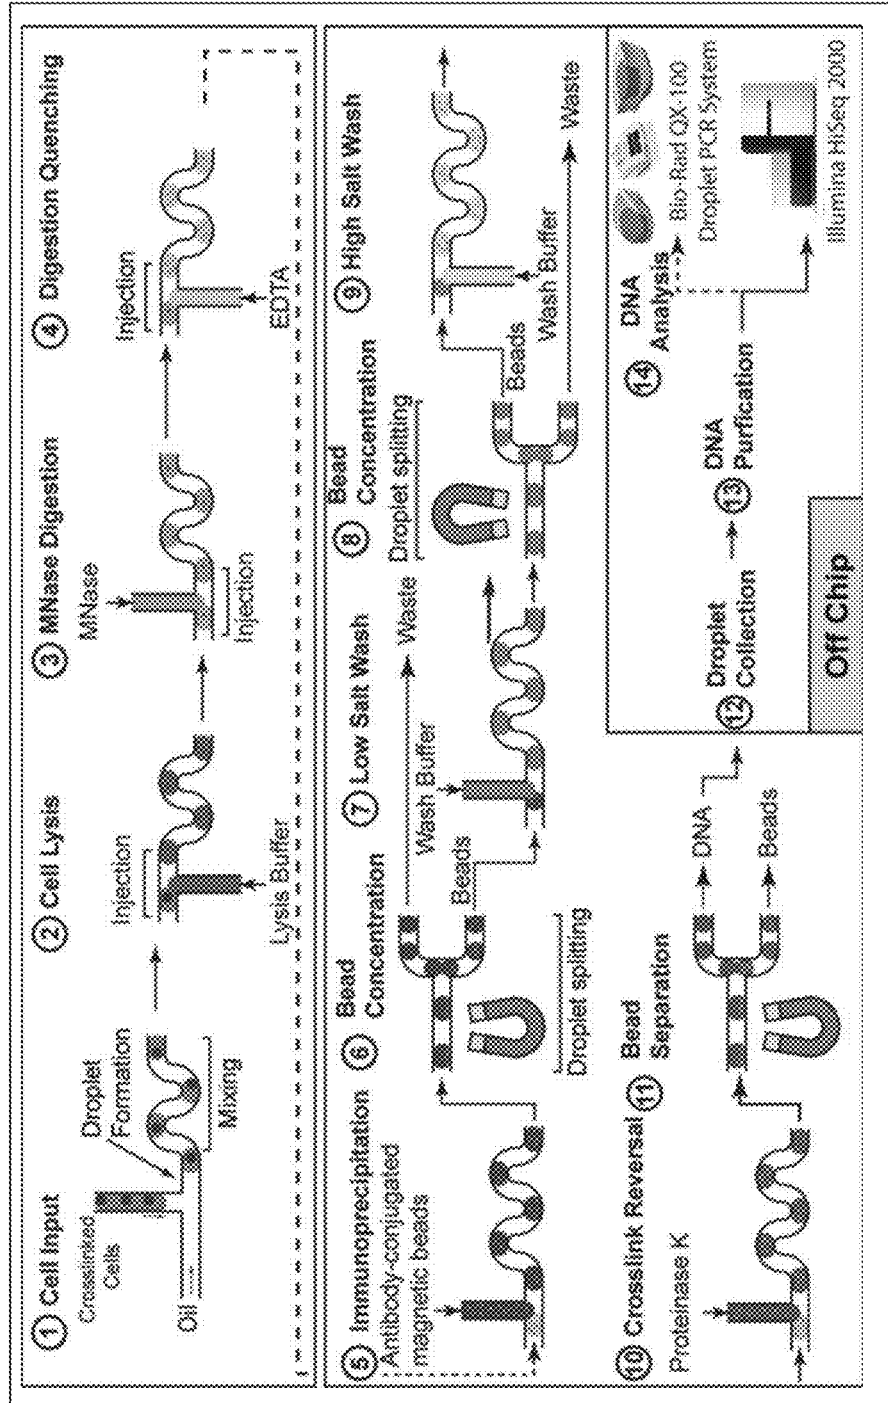 1 Cell Input
Crosslinked
Cells
Droplet
Formation
Oil
Mixing
2 Cell Lysis
Injection
Lysis Buffer
3 MNase Digestion
MNase
Injection
4 Digestion Quenching
Injection
EDTA
5 Immunoprecipitation
Antibody-conjugated
magnetic beads
6 Bead
Concentration
Droplet splitting
Waste
Beads
7 Low Salt Wash
Wash Buffer
8 Bead
Concentration
Droplet splitting
Beads
Waste
9 High Salt Wash
Wash Buffer
10 Crosslink Reversal
Proteinase K
11 Bead
Separation
DNA
Beads
12 Droplet
Collection
13 DNA
Purfication
14 DNA
Analysis
Bio-Rad QX-100
Droplet PCR System
Illumina HiSeq 2000
Off Chip